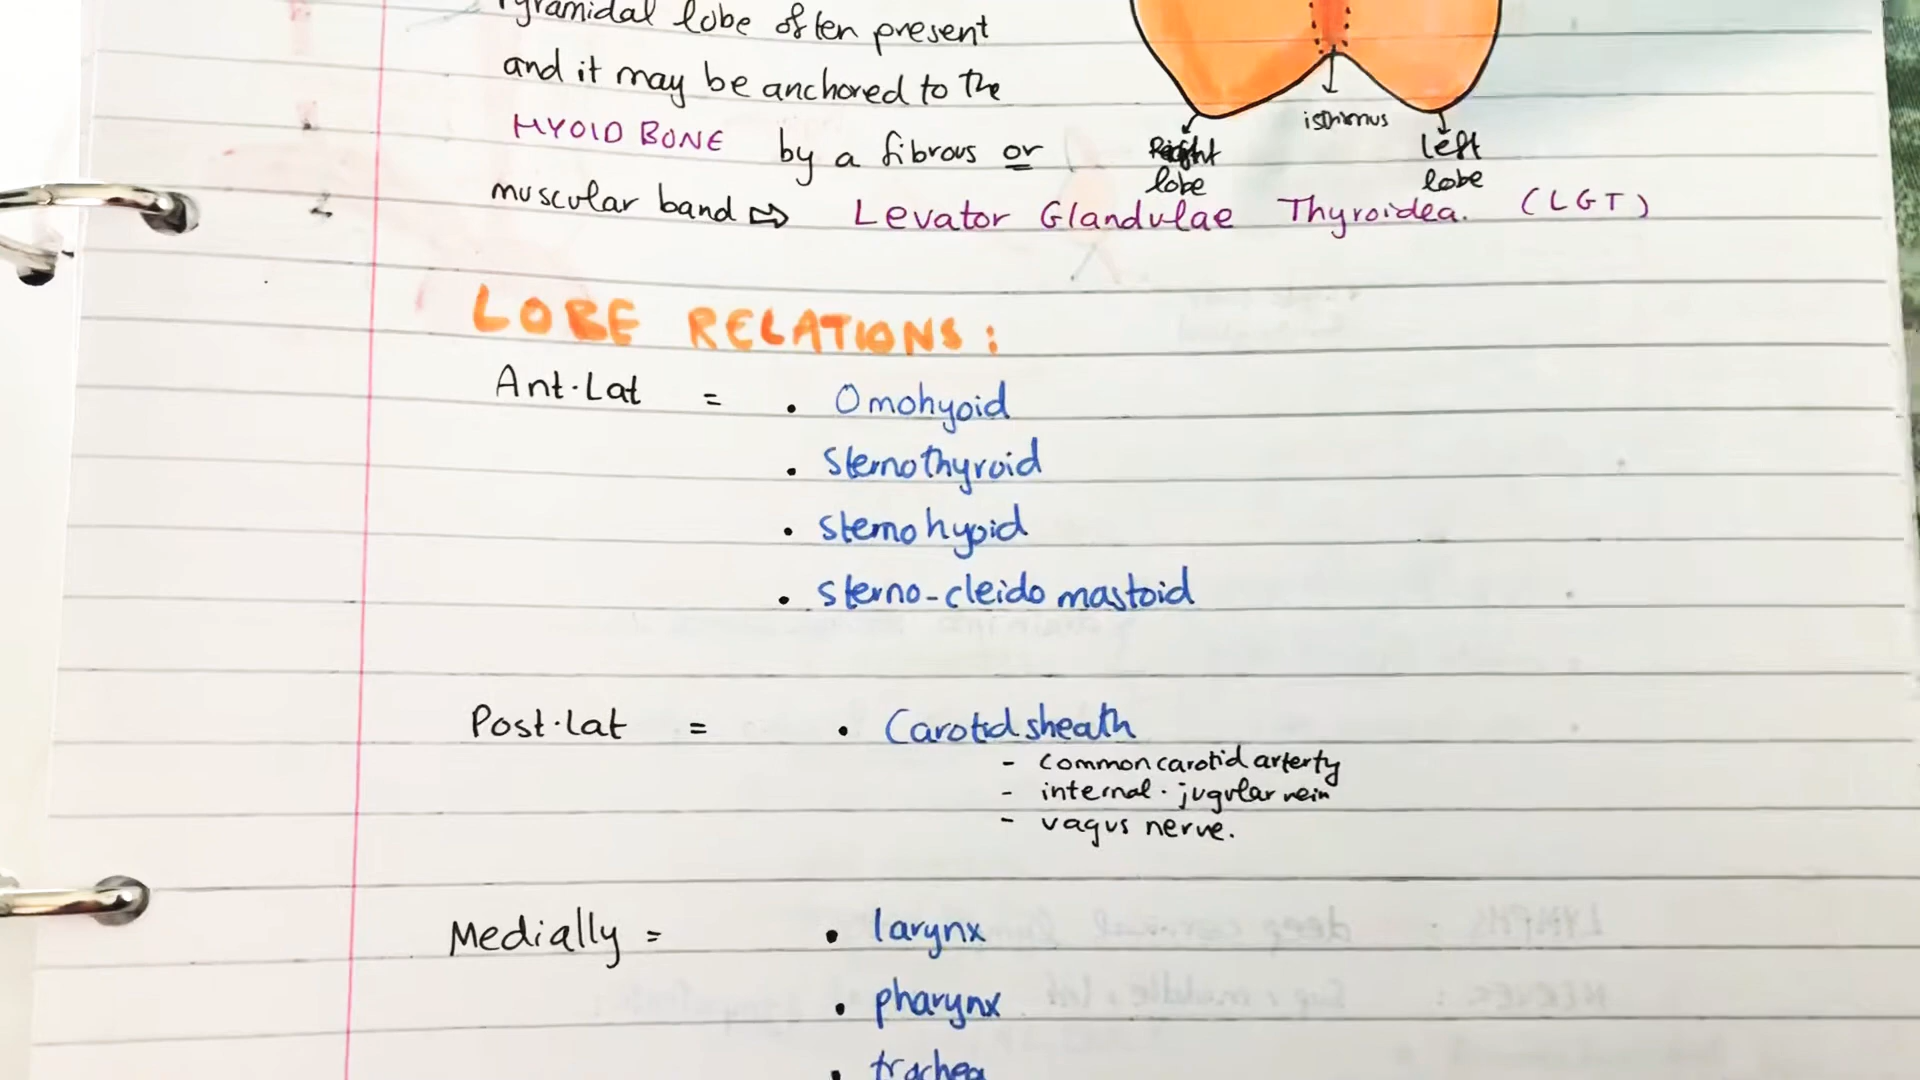 Pyramidal lobe often present
and it may be anchored to the
HYOID BONE by a fibrous or
muscular band ⇨ Levator Glandulae Thyroidea. (LGT)
isthmus
Right
lobe
Left
lobe
LOBE RELATIONS:
Ant.Lat = • Omohyoid
• Sternothyroid
• sternohyoid
• sterno-cleido mastoid
Post.Lat = • Carotid sheath
- common carotid arterty
- internal. jugular vein
- vagus nerve.
Medially = • larynx
• pharynx
• trachea